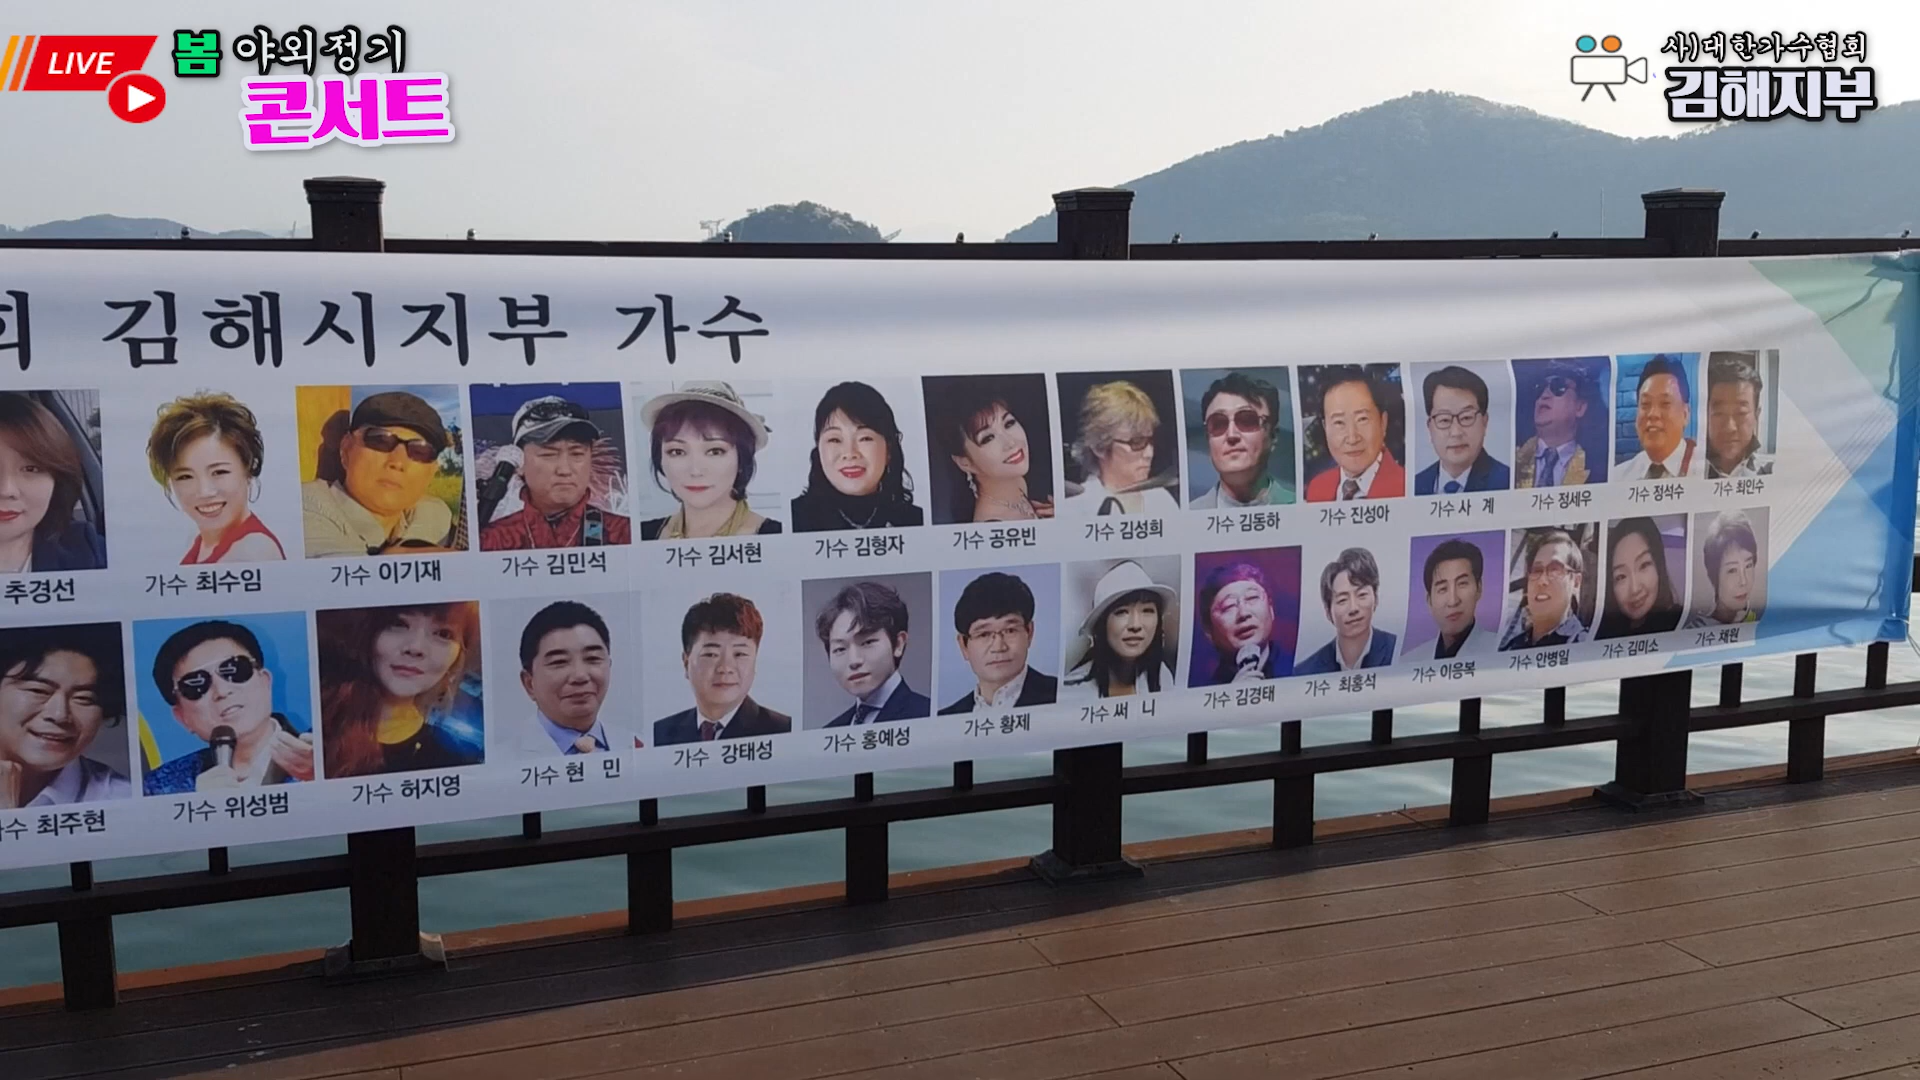 LIVE
봄 야외정기
콘서트
사)대한가수협회
김해지부
회 김해시지부 가수
추경선
가수 최수임
가수 이기재
가수 김민석
가수 김서현
가수 김형자
가수 공유빈
가수 김성희
가수 김동하
가수 진성아
가수 사 계
가수 정세우
가수 정석수
가수 최인수
가수 최주현
가수 위성범
가수 허지영
가수 현 민
가수 강태성
가수 홍예성
가수 황제
가수 써 니
가수 김경태
가수 최홍석
가수 이응복
가수 안병일
가수 김미소
가수 채원